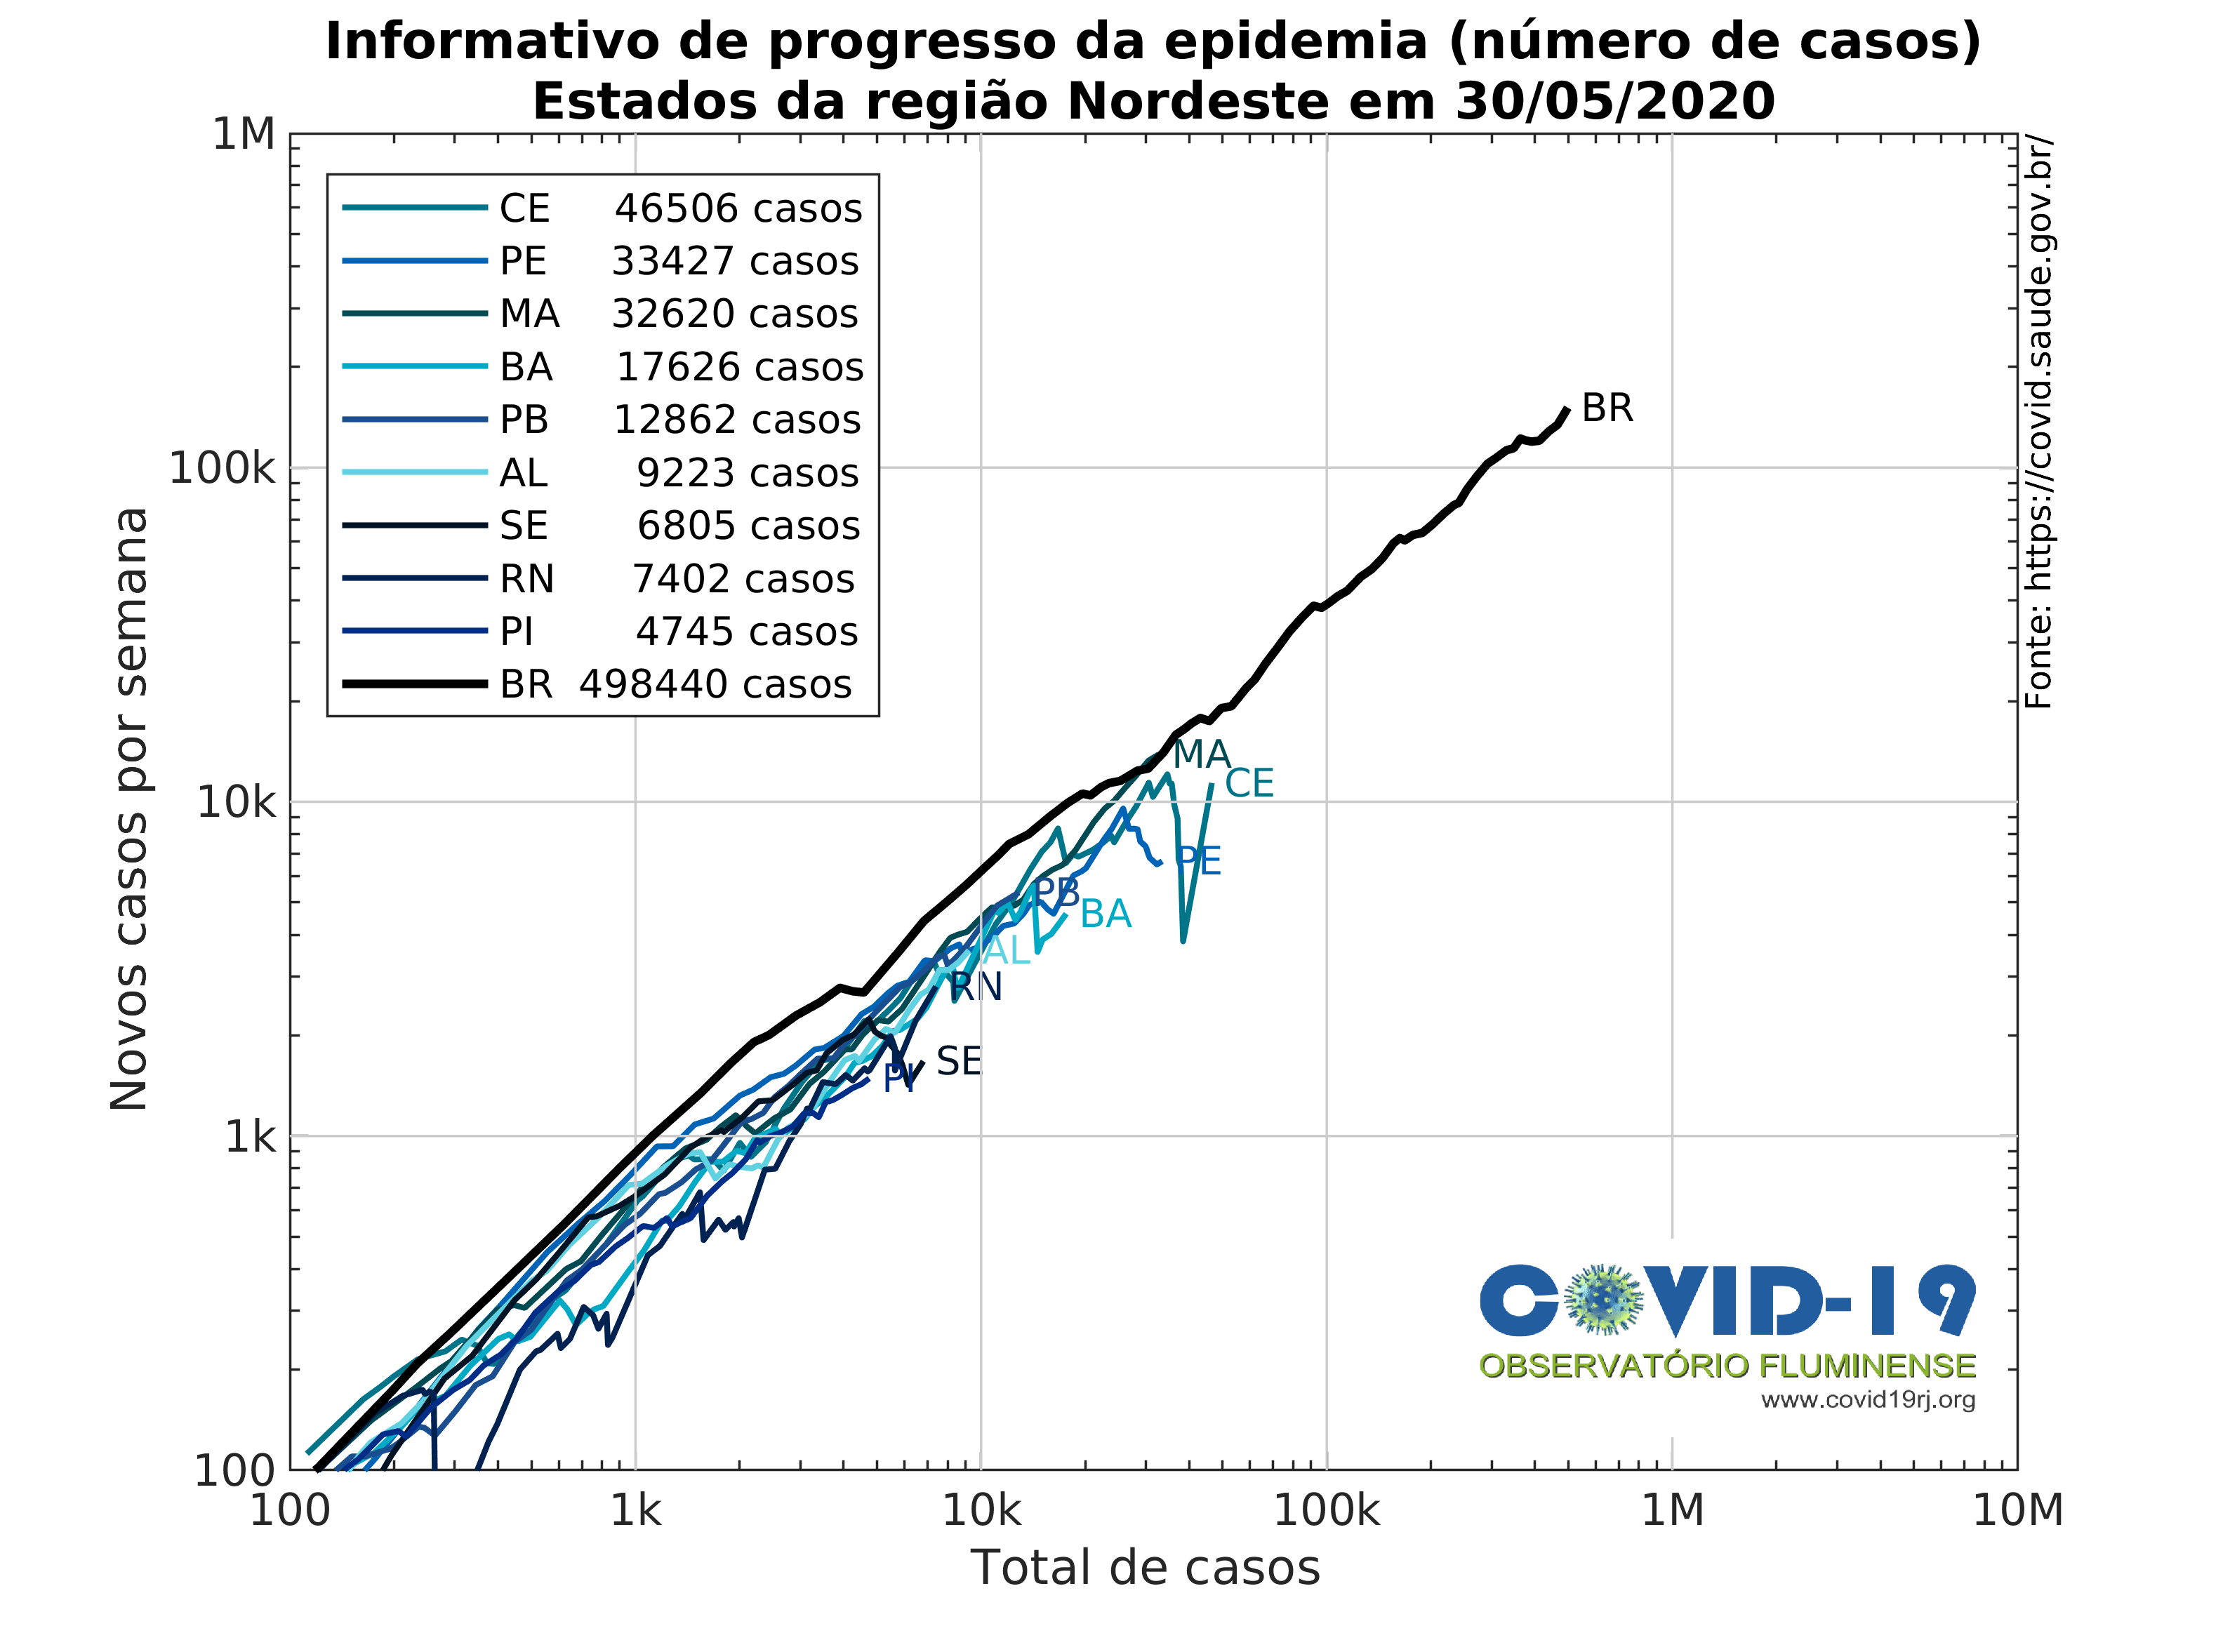 Informativo de progresso da epidemia (número de casos)
Estados da região Nordeste em 30/05/2020
1M
100k
10k
1k
100
Novos casos por semana
CE 46506 casos
PE 33427 casos
MA 32620 casos
BA 17626 casos
PB 12862 casos
AL 9223 casos
SE 6805 casos
RN 7402 casos
PI 4745 casos
BR 498440 casos
BR
MA
CE
PE
PB
BA
AL
RN
SE
PI
Fonte: https://covid.saude.gov.br/
COVID-19
OBSERVATÓRIO FLUMINENSE
www.covid19rj.org
100 1k 10k 100k 1M 10M
Total de casos